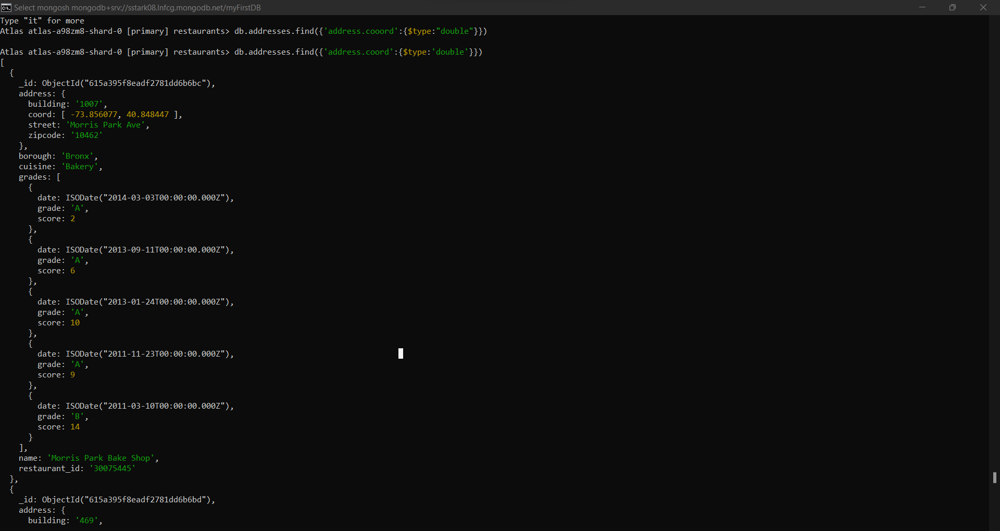 Select mongosh mongodb+srv://sstark08.lnfcg.mongodb.net/myFirstDB
Type "it" for more
Atlas atlas-a98zm8-shard-0 [primary] restaurants> db.addresses.find({'address.cooord':{$type:"double"}})
Atlas atlas-a98zm8-shard-0 [primary] restaurants> db.addresses.find({'address.coord':{$type:'double'}})
[
{
_id: ObjectId("615a395f8eadf2781dd6b6bc"),
address: {
building: '1007',
coord: [ -73.856077, 40.848447 ],
street: 'Morris Park Ave',
zipcode: '10462'
},
borough: 'Bronx',
cuisine: 'Bakery',
grades: [
{
date: ISODate("2014-03-03T00:00:00.000Z"),
grade: 'A',
score: 2
},
{
date: ISODate("2013-09-11T00:00:00.000Z"),
grade: 'A',
score: 6
},
{
date: ISODate("2013-01-24T00:00:00.000Z"),
grade: 'A',
score: 10
},
{
date: ISODate("2011-11-23T00:00:00.000Z"),
grade: 'A',
score: 9
},
{
date: ISODate("2011-03-10T00:00:00.000Z"),
grade: 'B',
score: 14
}
],
name: 'Morris Park Bake Shop',
restaurant_id: '30075445'
},
{
_id: ObjectId("615a395f8eadf2781dd6b6bd"),
address: {
building: '469',